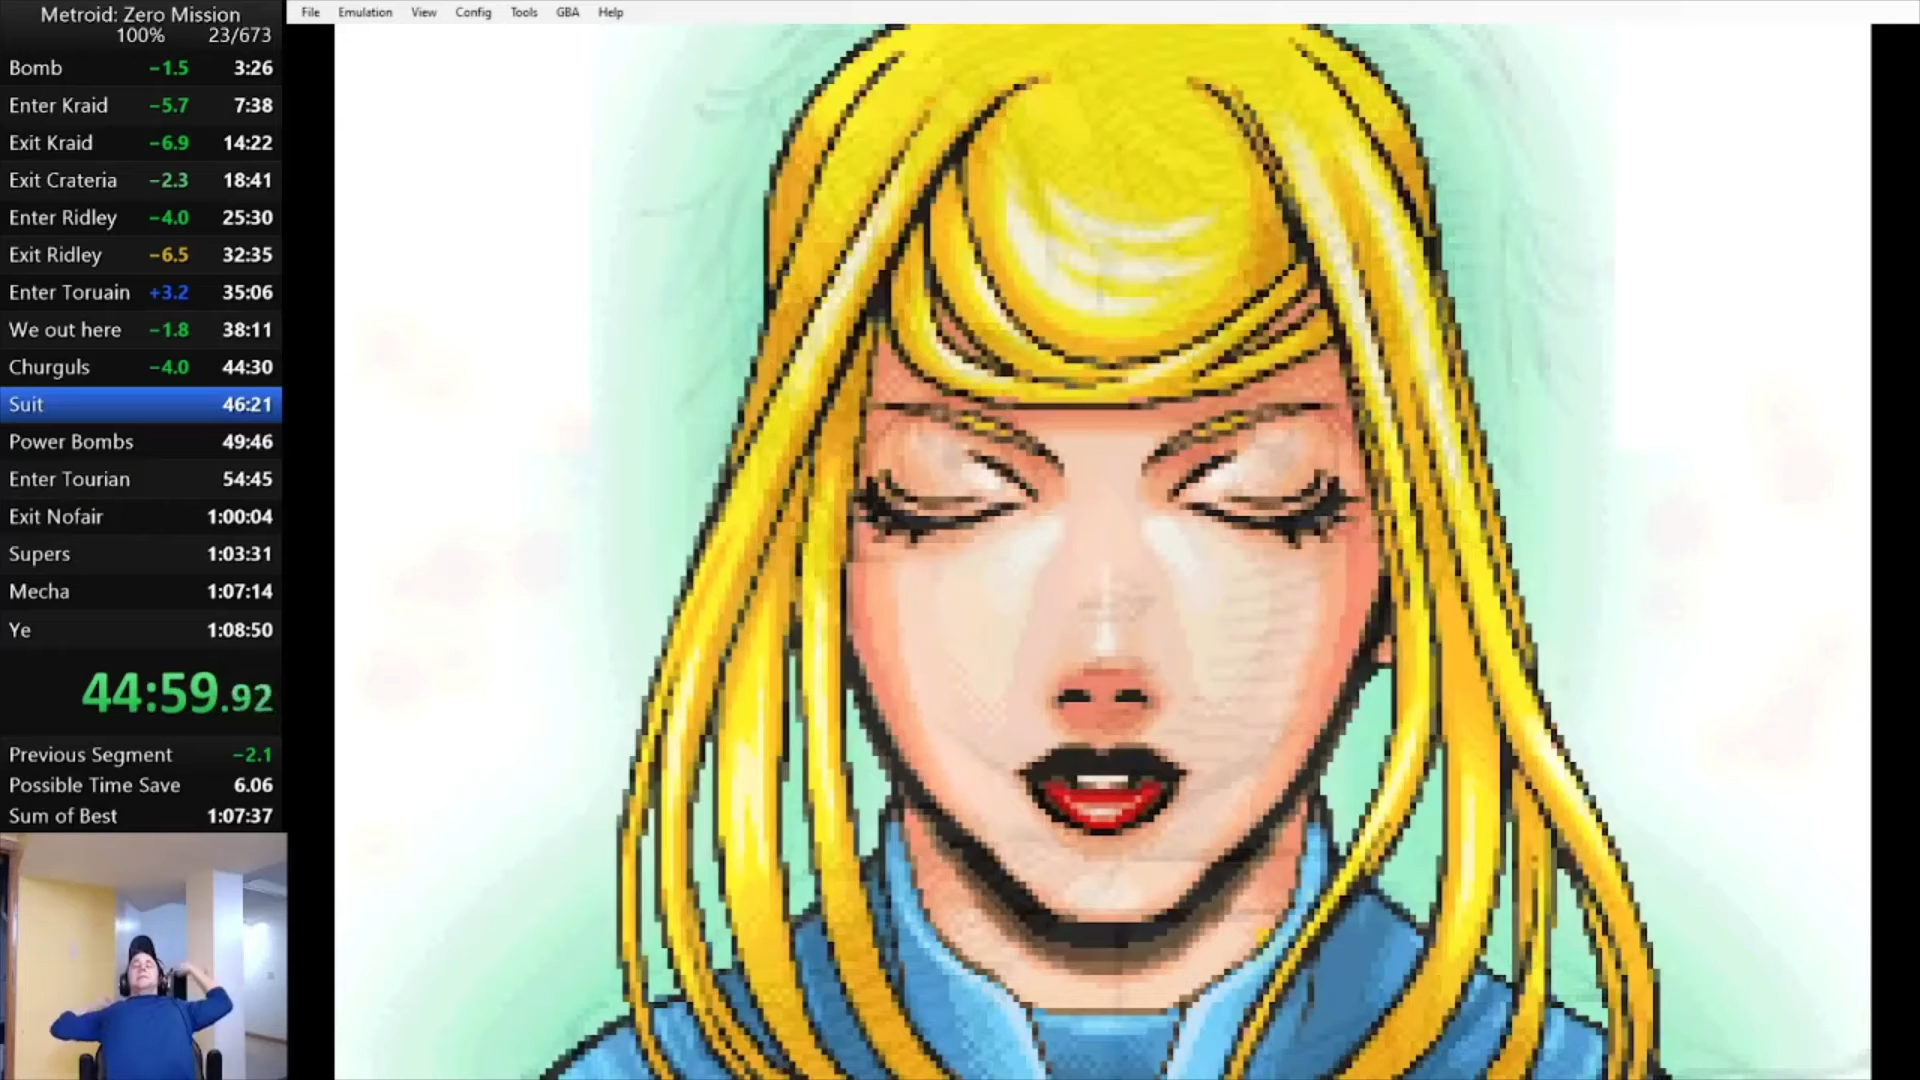 Metroid: Zero Mission
100% 23/673
File Emulation View Config Tools GBA Help
Bomb −1.5 3:26
Enter Kraid −5.7 7:38
Exit Kraid −6.9 14:22
Exit Crateria −2.3 18:41
Enter Ridley −4.0 25:30
Exit Ridley −6.5 32:35
Enter Toruain +3.2 35:06
We out here −1.8 38:11
Churguls −4.0 44:30
Suit 46:21
Power Bombs 49:46
Enter Tourian 54:45
Exit Nofair 1:00:04
Supers 1:03:31
Mecha 1:07:14
Ye 1:08:50
44:59.92
Previous Segment −2.1
Possible Time Save 6.06
Sum of Best 1:07:37